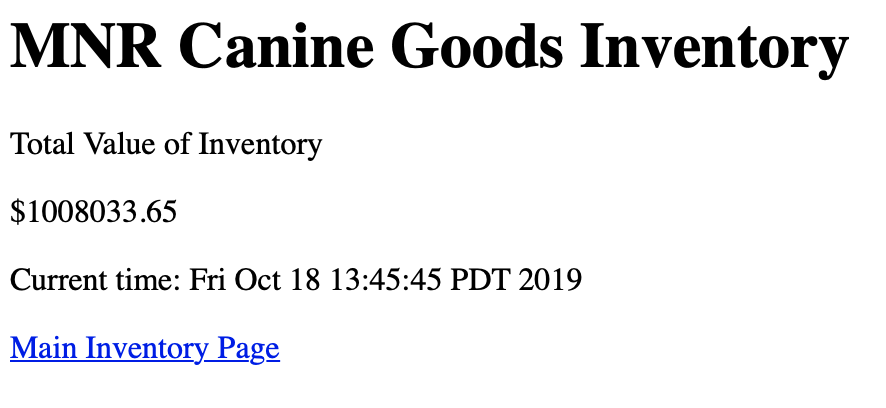 MNR Canine Goods Inventory
Total Value of Inventory
$1008033.65
Current time: Fri Oct 18 13:45:45 PDT 2019
Main Inventory Page